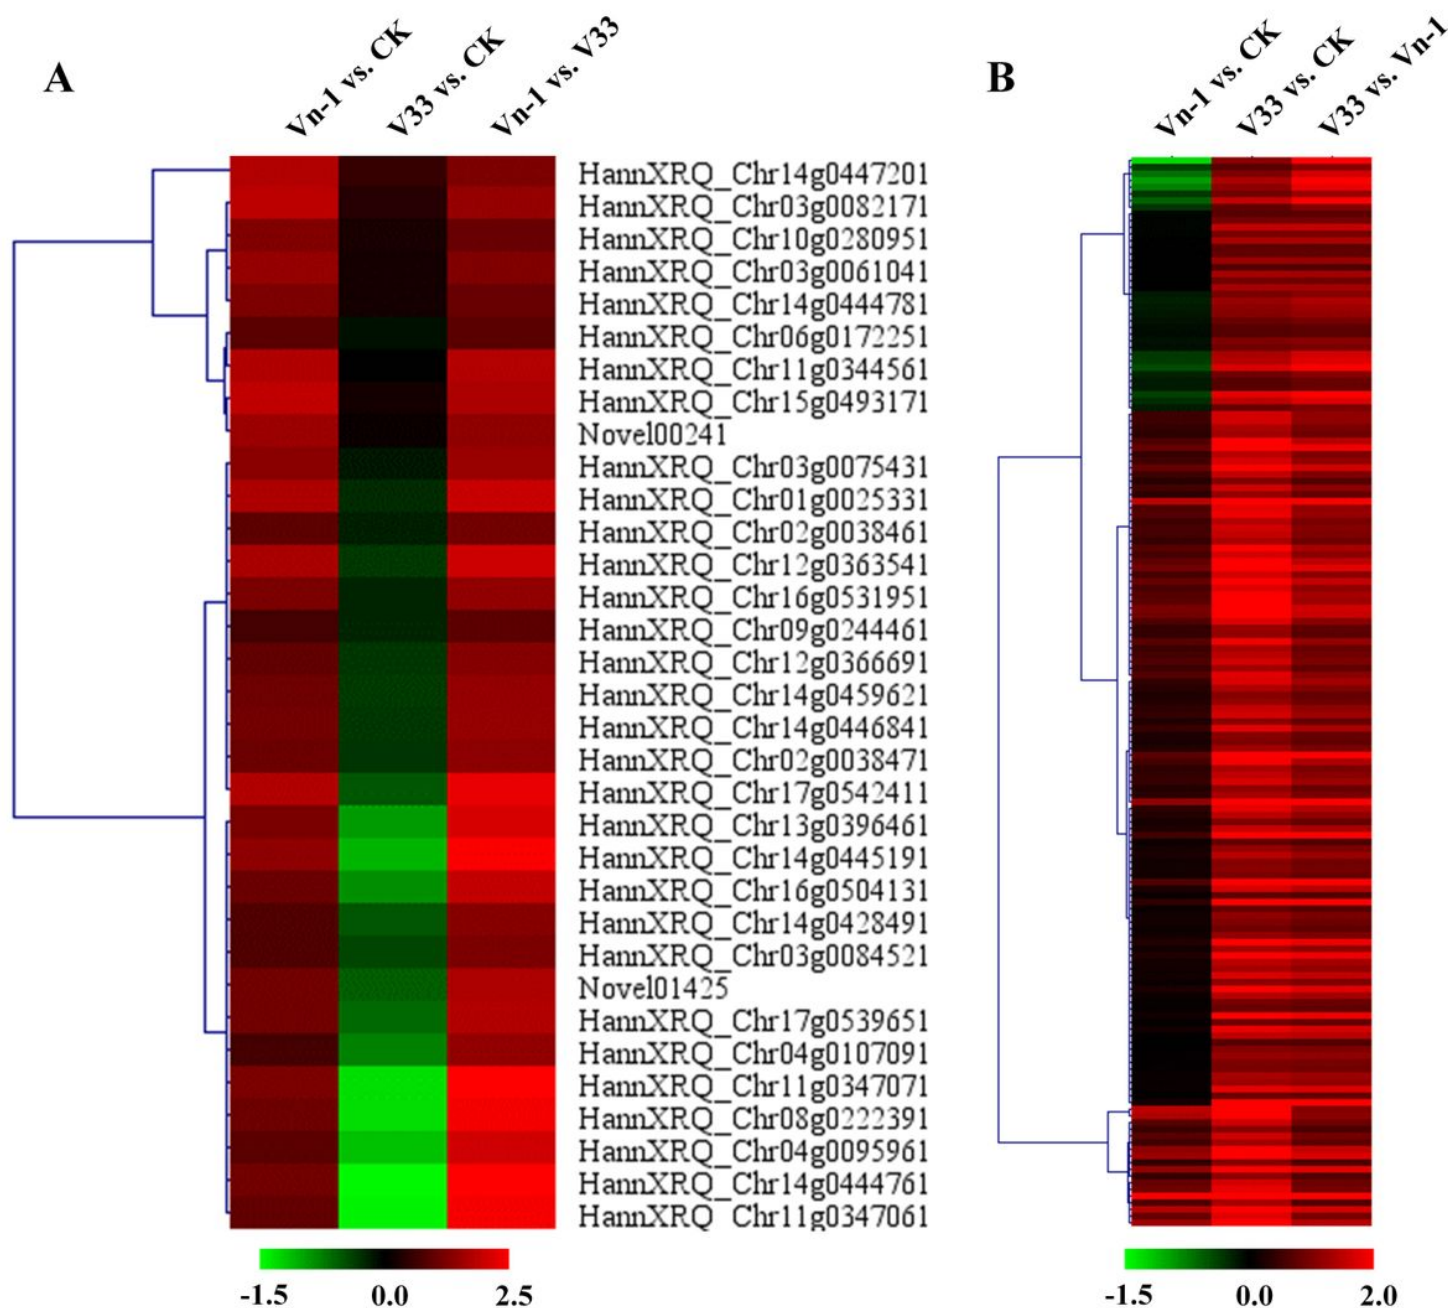 A
Vn-1 vs. CK
V33 vs. CK
Vn-1 vs. V33
HannXRQ_Chr14g0447201
HannXRQ_Chr03g0082171
HannXRQ_Chr10g0280951
HannXRQ_Chr03g0061041
HannXRQ_Chr14g0444781
HannXRQ_Chr06g0172251
HannXRQ_Chr11g0344561
HannXRQ_Chr15g0493171
Novel00241
HannXRQ_Chr03g0075431
HannXRQ_Chr01g0025331
HannXRQ_Chr02g0038461
HannXRQ_Chr12g0363541
HannXRQ_Chr16g0531951
HannXRQ_Chr09g0244461
HannXRQ_Chr12g0366691
HannXRQ_Chr14g0459621
HannXRQ_Chr14g0446841
HannXRQ_Chr02g0038471
HannXRQ_Chr17g0542411
HannXRQ_Chr13g0396461
HannXRQ_Chr14g0445191
HannXRQ_Chr16g0504131
HannXRQ_Chr14g0428491
HannXRQ_Chr03g0084521
Novel01425
HannXRQ_Chr17g0539651
HannXRQ_Chr04g0107091
HannXRQ_Chr11g0347071
HannXRQ_Chr08g0222391
HannXRQ_Chr04g0095961
HannXRQ_Chr14g0444761
HannXRQ_Chr11g0347061
-1.5 0.0 2.5
B
Vn-1 vs. CK
V33 vs. CK
V33 vs. Vn-1
-1.5 0.0 2.0